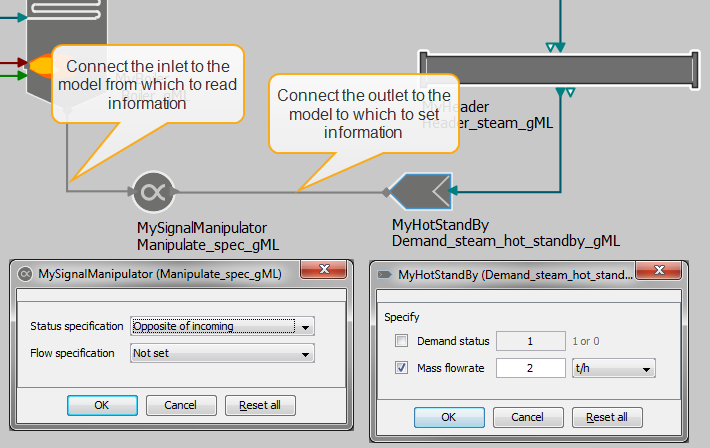 Connect the inlet to the
model from which to read
information
Connect the outlet to the
model to which to set
information
MyHeader
Header_steam_gML
MySignalManipulator
Manipulate_spec_gML
MyHotStandBy
Demand_steam_hot_standby_gML
MySignalManipulator (Manipulate_spec_gML)
Status specification Opposite of incoming
Flow specification Not set
OK Cancel Reset all
MyHotStandBy (Demand_steam_hot_stand...
Specify
Demand status 1 1 or 0
Mass flowrate 2 t/h
OK Cancel Reset all